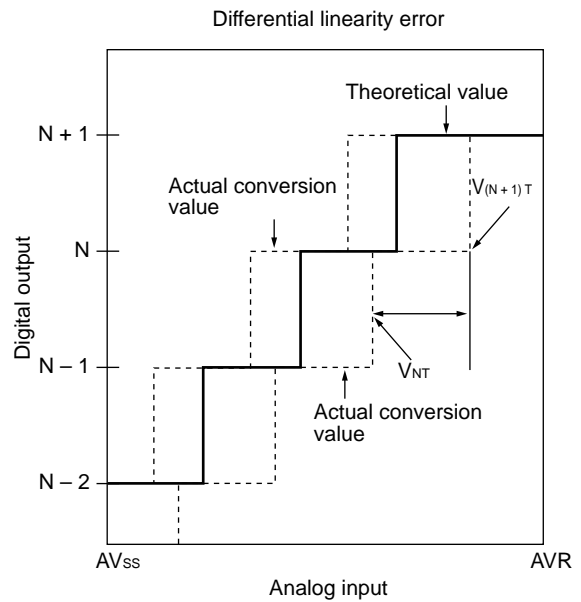 Differential linearity error
Theoretical value
N + 1
V(N + 1) T
Actual conversion
value
N
Digital output
N – 1
VNT
Actual conversion
value
N – 2
AVSS
AVR
Analog input